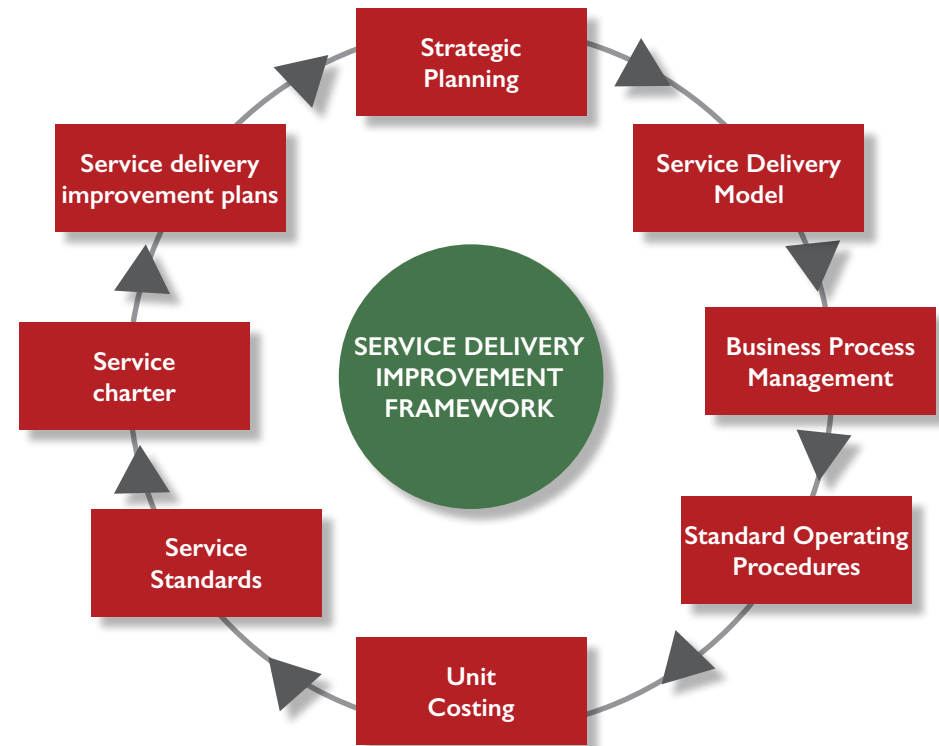 Strategic
Planning
Service Delivery
Model
Business Process
Management
Standard Operating
Procedures
Unit
Costing
Service
Standards
Service
charter
Service delivery
improvement plans
SERVICE DELIVERY
IMPROVEMENT
FRAMEWORK